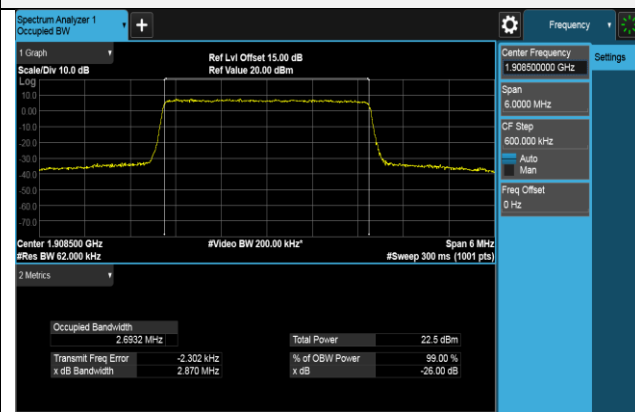 Spectrum Analyzer 1
Occupied BW
+
Frequency
1 Graph
Ref Lvl Offset 15.00 dB
Scale/Div 10.0 dB
Ref Value 20.00 dBm
Log
10.0
0.00
-10.0
-20.0
-30.0
-40.0
-50.0
-60.0
-70.0
Center 1.908500 GHz
#Video BW 200.00 kHz*
Span 6 MHz
#Res BW 62.000 kHz
#Sweep 300 ms (1001 pts)
2 Metrics
Occupied Bandwidth
2.6932 MHz
Total Power 22.5 dBm
Transmit Freq Error -2.302 kHz
% of OBW Power 99.00 %
x dB Bandwidth 2.870 MHz
x dB -26.00 dB
Center Frequency
1.908500000 GHz
Settings
Span
6.0000 MHz
CF Step
600.000 kHz
Auto
Man
Freq Offset
0 Hz